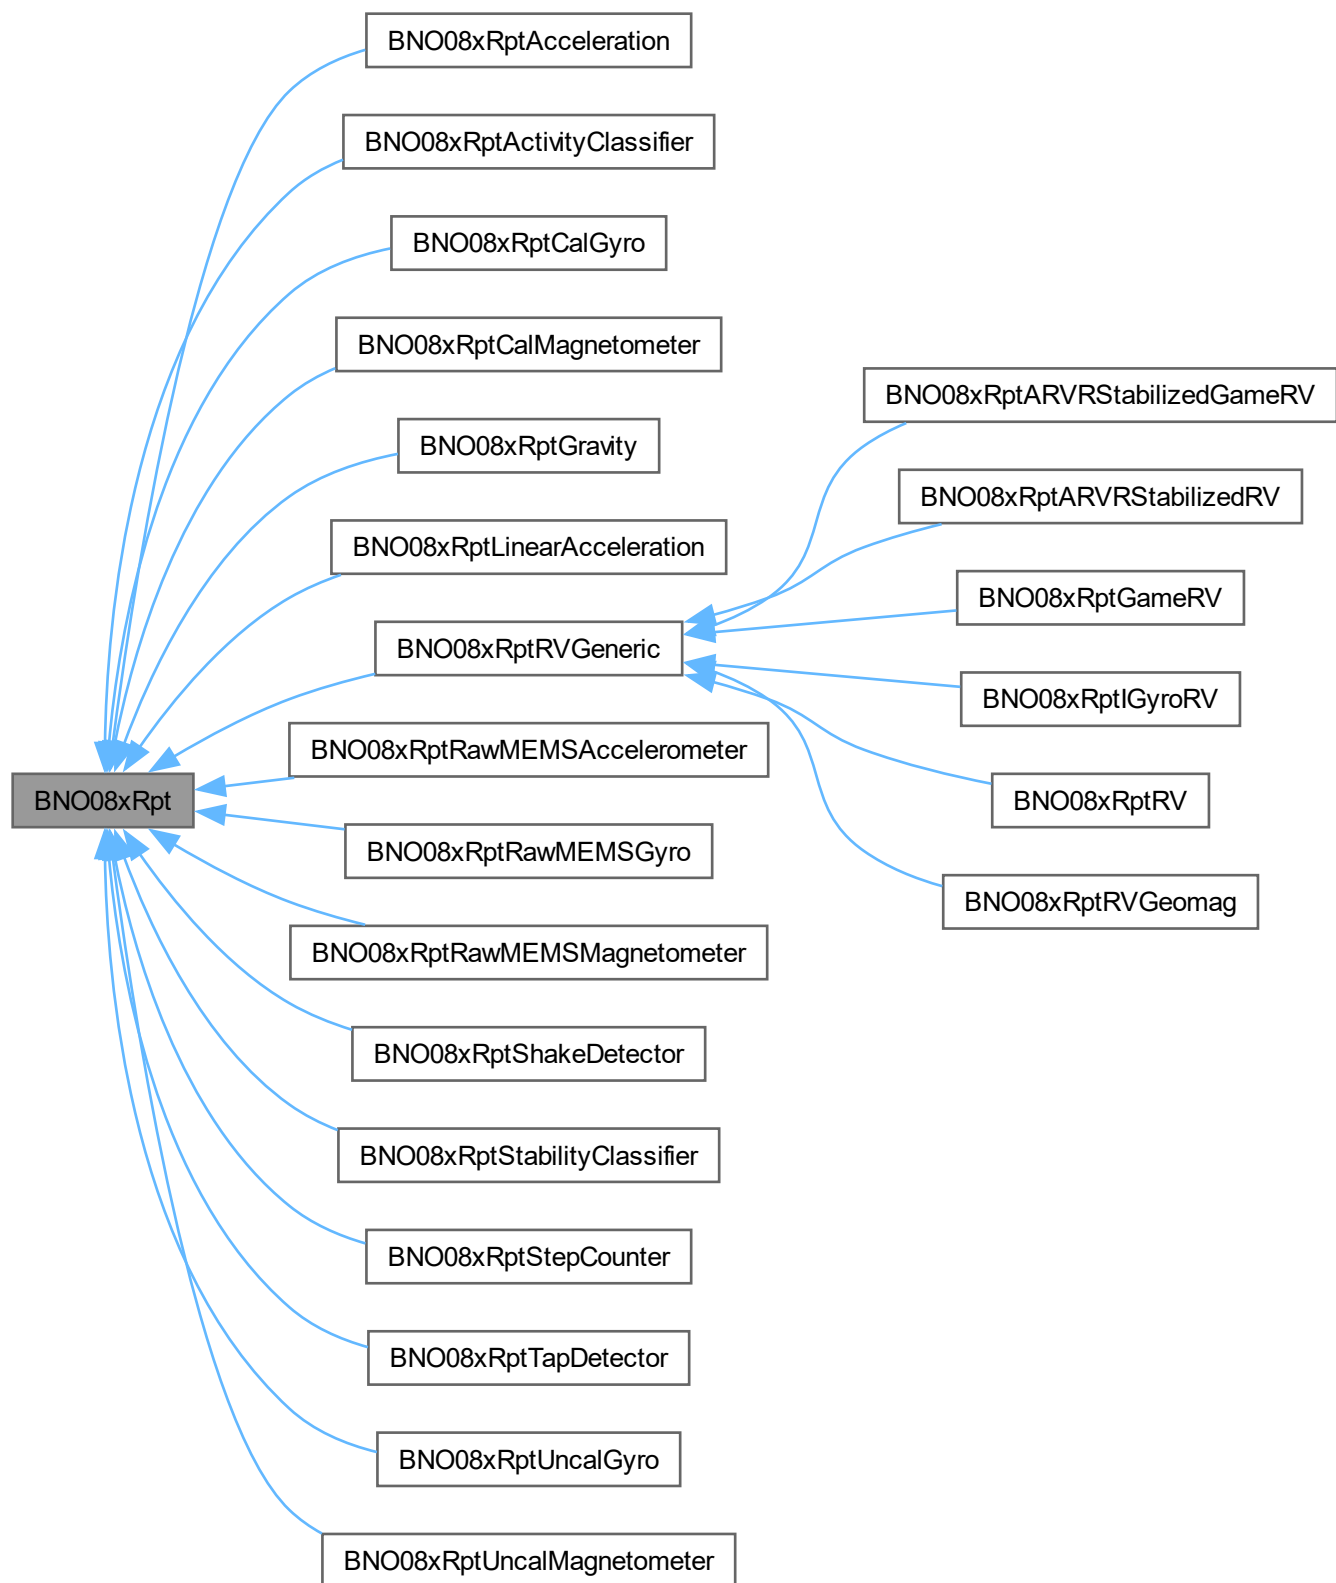 BNO08xRptAcceleration
BNO08xRptActivityClassifier
BNO08xRptCalGyro
BNO08xRptCalMagnetometer
BNO08xRptGravity
BNO08xRptLinearAcceleration
BNO08xRptRVGeneric
BNO08xRptRawMEMSAccelerometer
BNO08xRpt
BNO08xRptRawMEMSGyro
BNO08xRptRawMEMSMagnetometer
BNO08xRptShakeDetector
BNO08xRptStabilityClassifier
BNO08xRptStepCounter
BNO08xRptTapDetector
BNO08xRptUncalGyro
BNO08xRptUncalMagnetometer
BNO08xRptARVRStabilizedGameRV
BNO08xRptARVRStabilizedRV
BNO08xRptGameRV
BNO08xRptIGyroRV
BNO08xRptRV
BNO08xRptRVGeomag